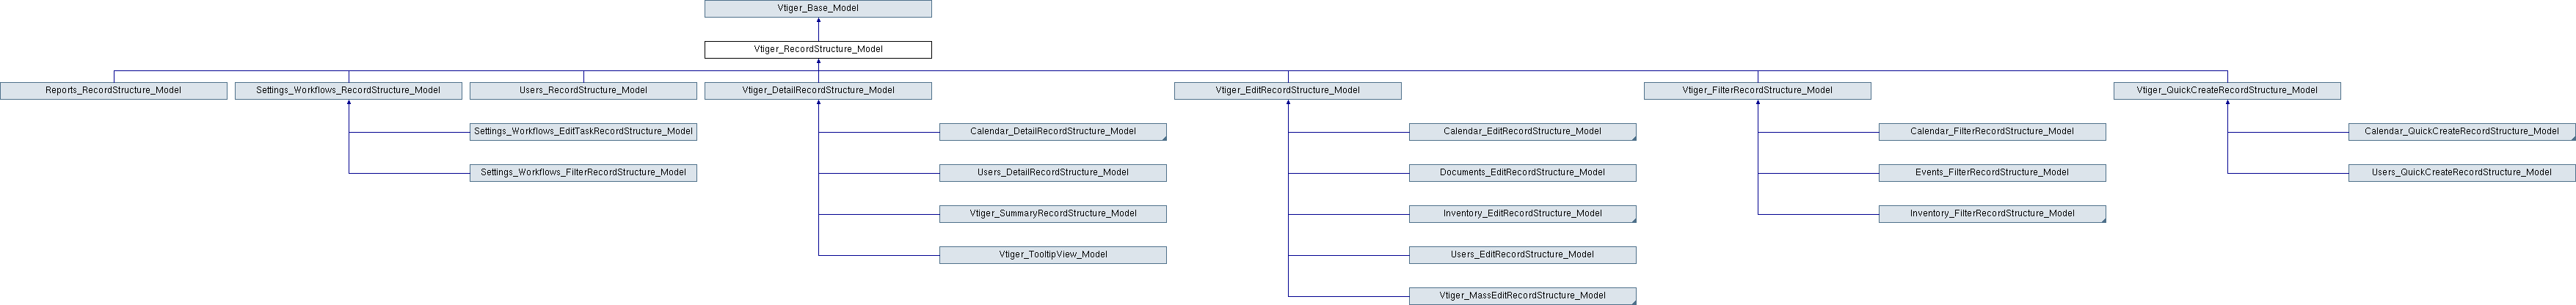 Vtiger_Base_Model
Vtiger_RecordStructure_Model
Reports_RecordStructure_Model
Settings_Workflows_RecordStructure_Model
Users_RecordStructure_Model
Vtiger_DetailRecordStructure_Model
Vtiger_EditRecordStructure_Model
Vtiger_FilterRecordStructure_Model
Vtiger_QuickCreateRecordStructure_Model
Settings_Workflows_EditTaskRecordStructure_Model
Calendar_DetailRecordStructure_Model
Calendar_EditRecordStructure_Model
Calendar_FilterRecordStructure_Model
Calendar_QuickCreateRecordStructure_Model
Settings_Workflows_FilterRecordStructure_Model
Users_DetailRecordStructure_Model
Documents_EditRecordStructure_Model
Events_FilterRecordStructure_Model
Users_QuickCreateRecordStructure_Model
Vtiger_SummaryRecordStructure_Model
Inventory_EditRecordStructure_Model
Inventory_FilterRecordStructure_Model
Vtiger_TooltipView_Model
Users_EditRecordStructure_Model
Vtiger_MassEditRecordStructure_Model